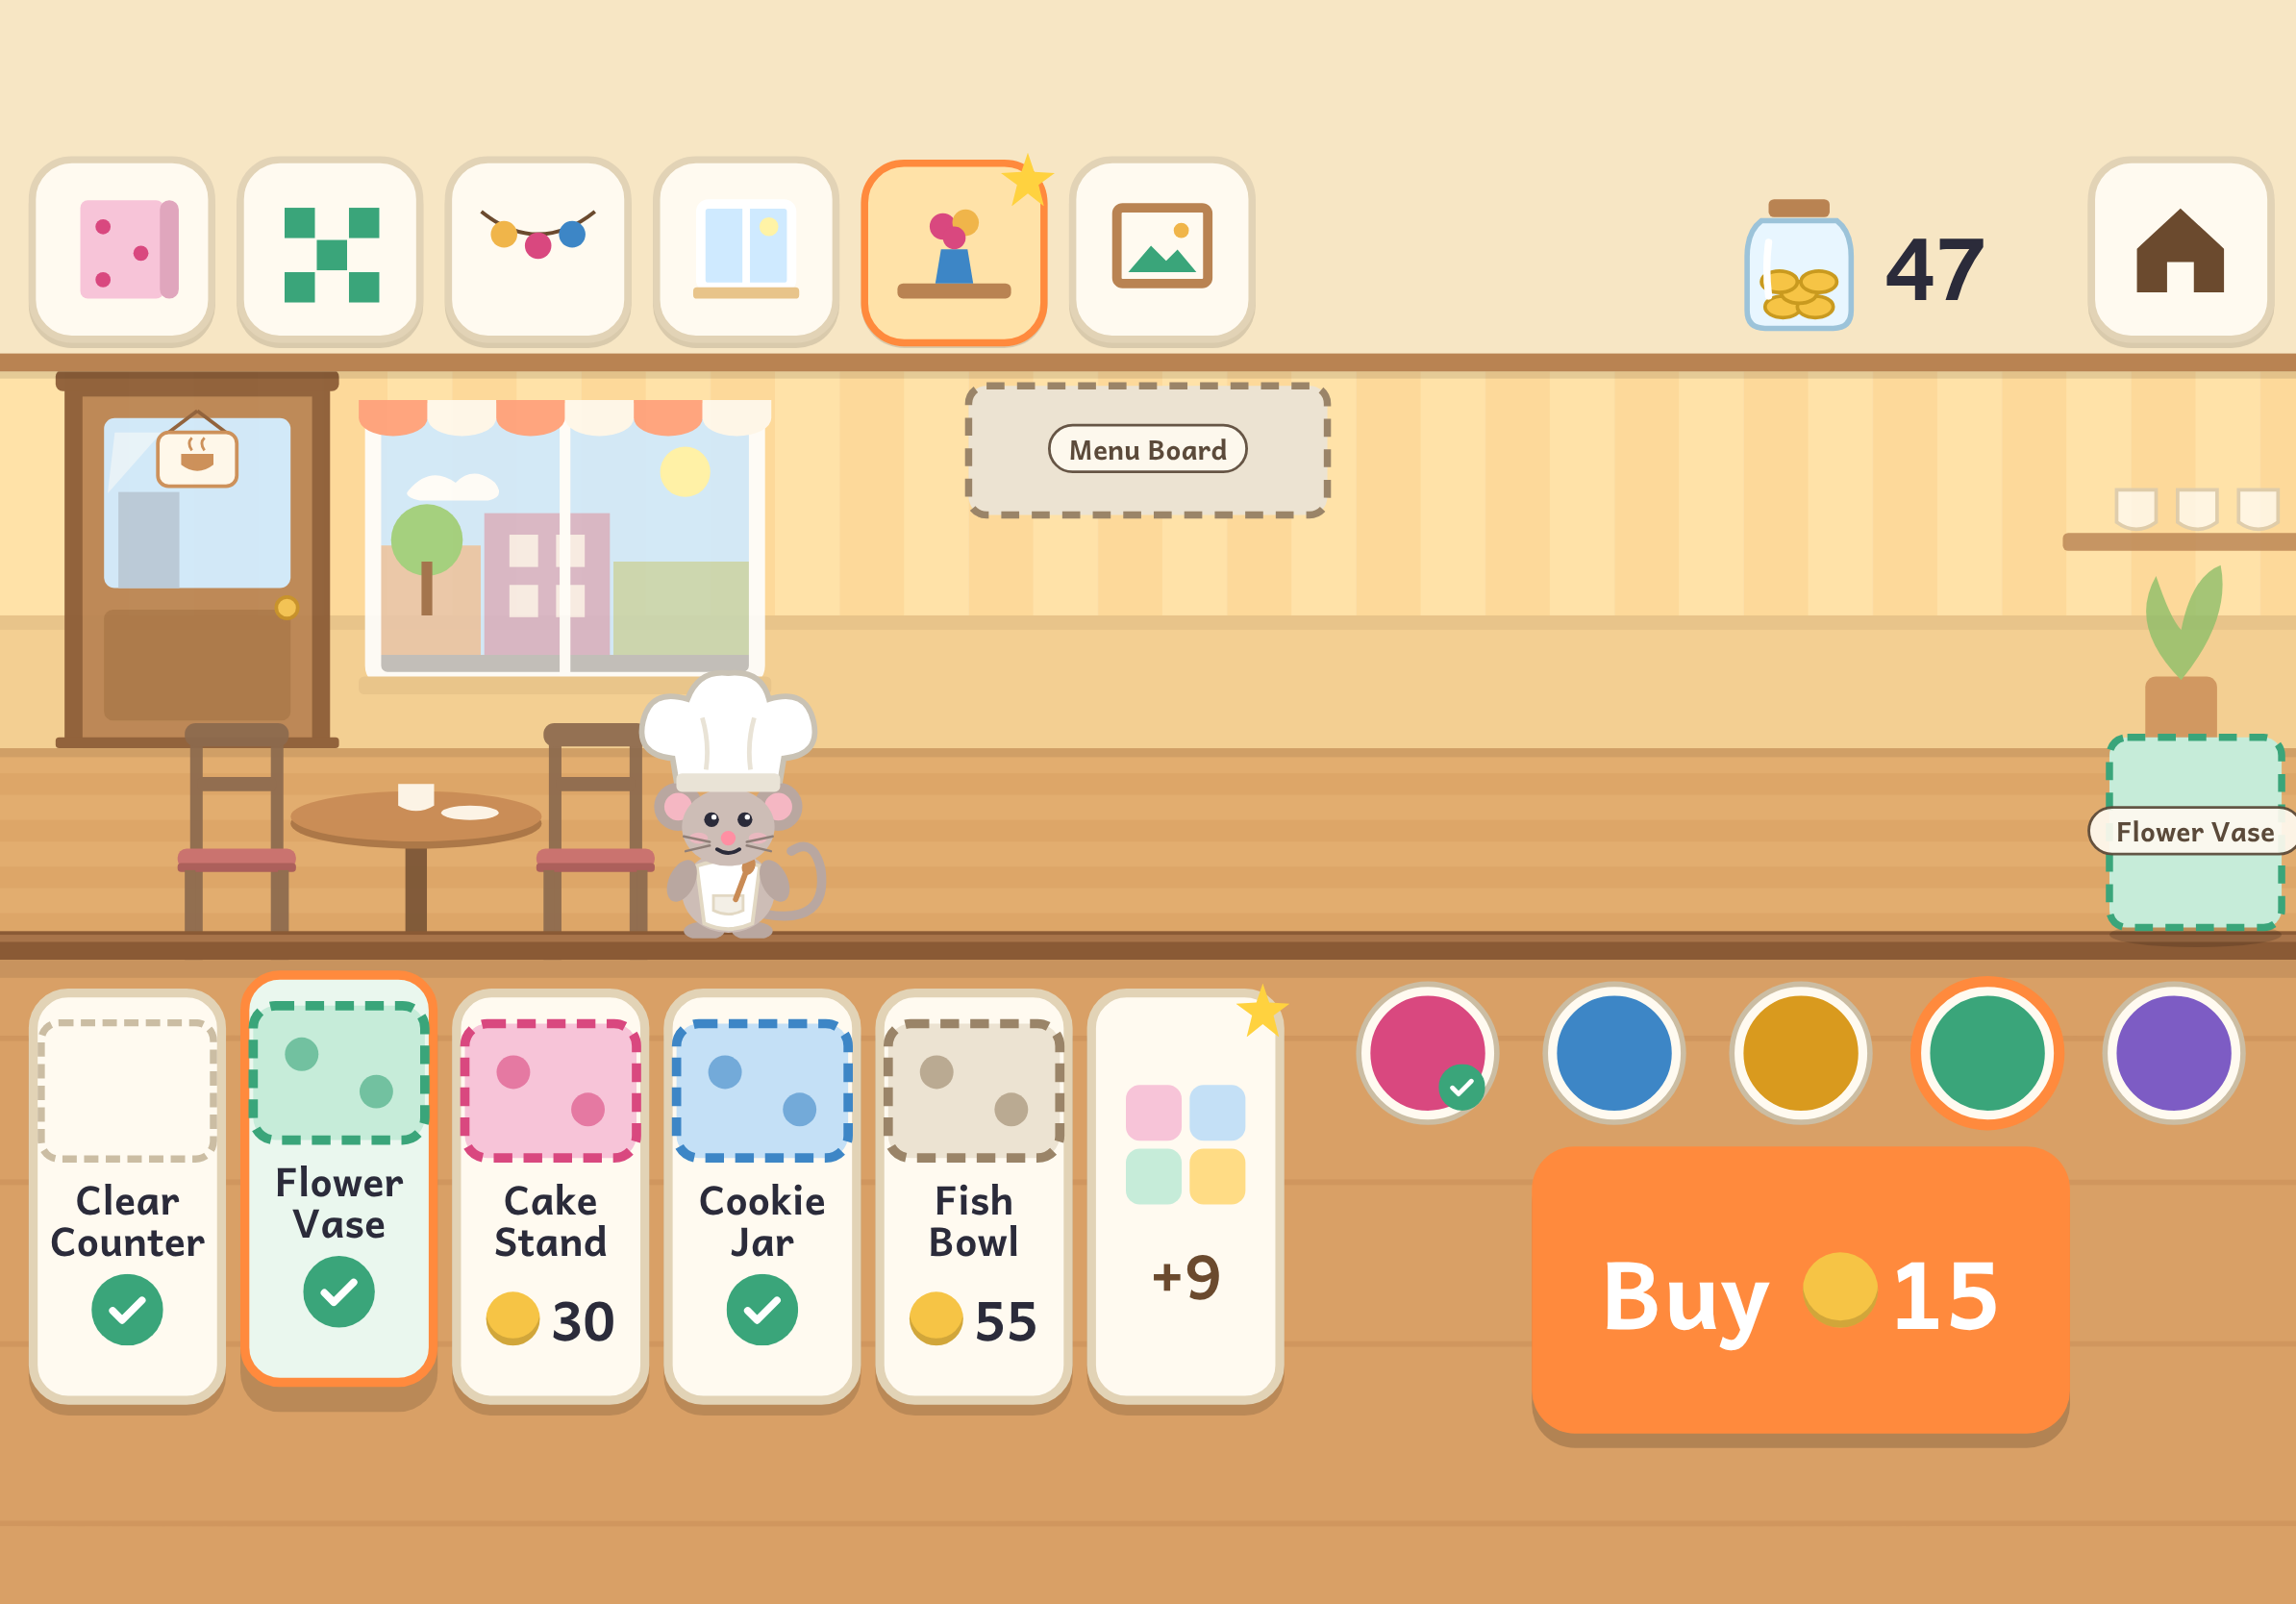 47
Menu Board
Flower Vase
Clear
Counter
Flower
Vase
Cake
Stand
30
Cookie
Jar
Fish
Bowl
55
+9
Buy 15